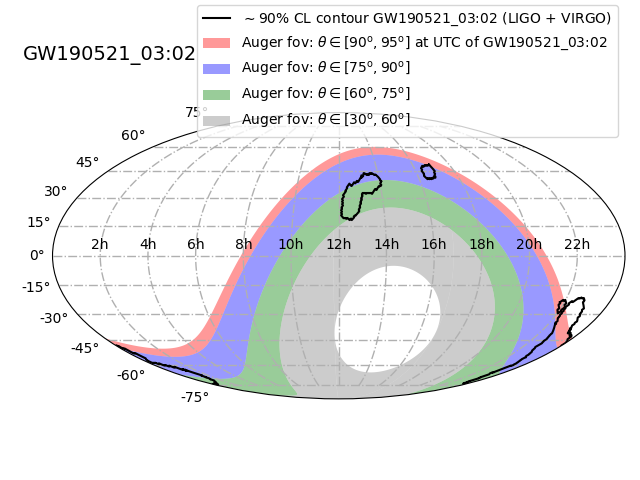 GW190521_03:02
~ 90% CL contour GW190521_03:02 (LIGO + VIRGO)
Auger fov: θ ∈ [90°, 95°] at UTC of GW190521_03:02
Auger fov: θ ∈ [75°, 90°]
Auger fov: θ ∈ [60°, 75°]
Auger fov: θ ∈ [30°, 60°]
75°
60°
45°
30°
15°
0°
-15°
-30°
-45°
-60°
-75°
2h 4h 6h 8h 10h 12h 14h 16h 18h 20h 22h